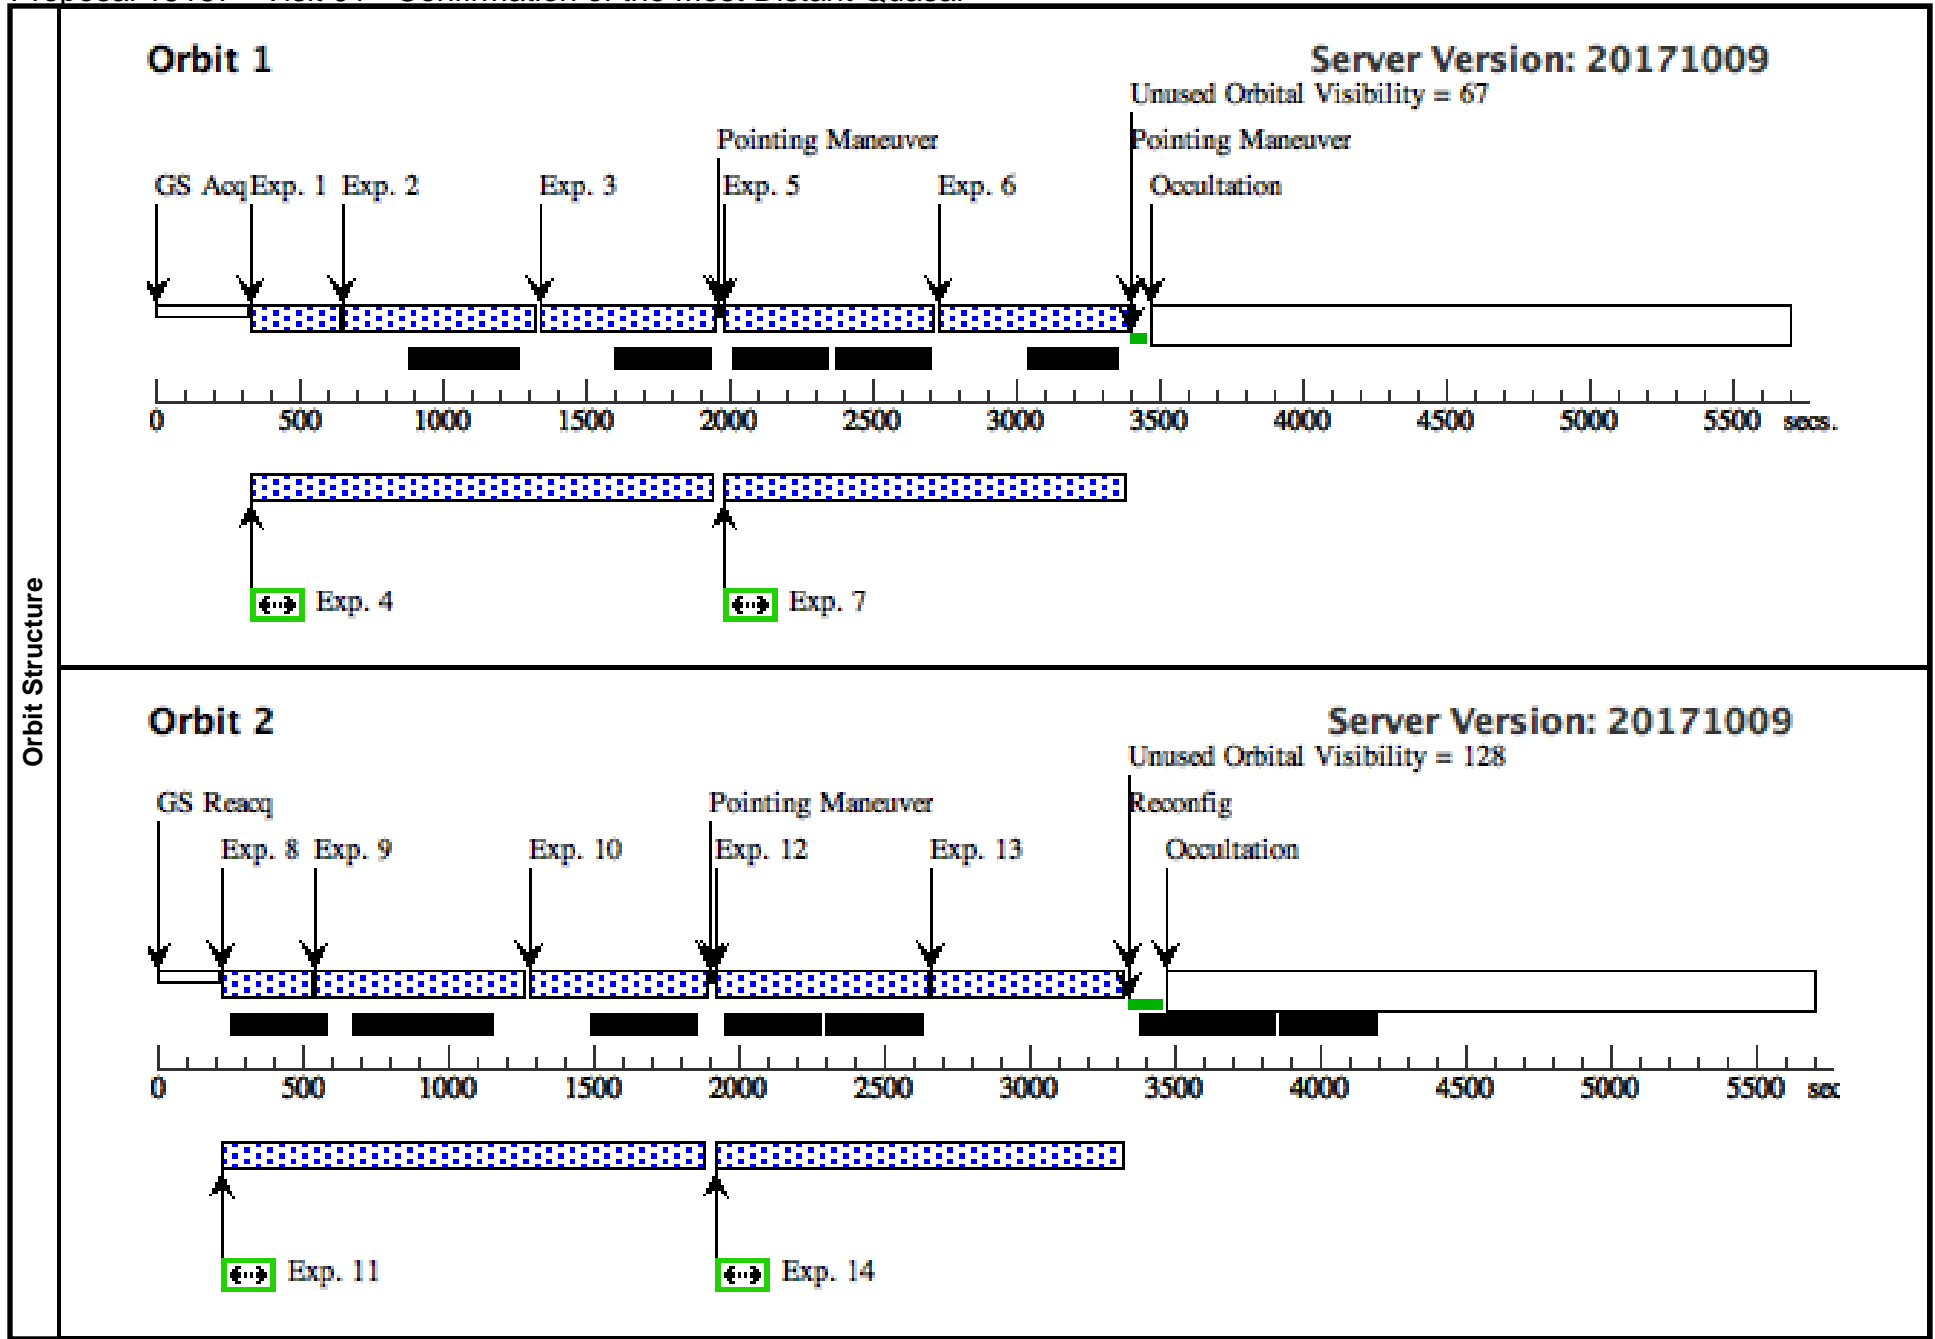 Orbit Structure
Orbit 1
Server Version: 20171009
Unused Orbital Visibility = 67
Pointing Maneuver
Pointing Maneuver
GS Acq
Exp. 1
Exp. 2
Exp. 3
Exp. 5
Exp. 6
Occultation
0
500
1000
1500
2000
2500
3000
3500
4000
4500
5000
5500
secs.
Exp. 4
Exp. 7
Orbit 2
Server Version: 20171009
Unused Orbital Visibility = 128
GS Reacq
Pointing Maneuver
Reconfig
Exp. 8
Exp. 9
Exp. 10
Exp. 12
Exp. 13
Occultation
0
500
1000
1500
2000
2500
3000
3500
4000
4500
5000
5500
sec
Exp. 11
Exp. 14